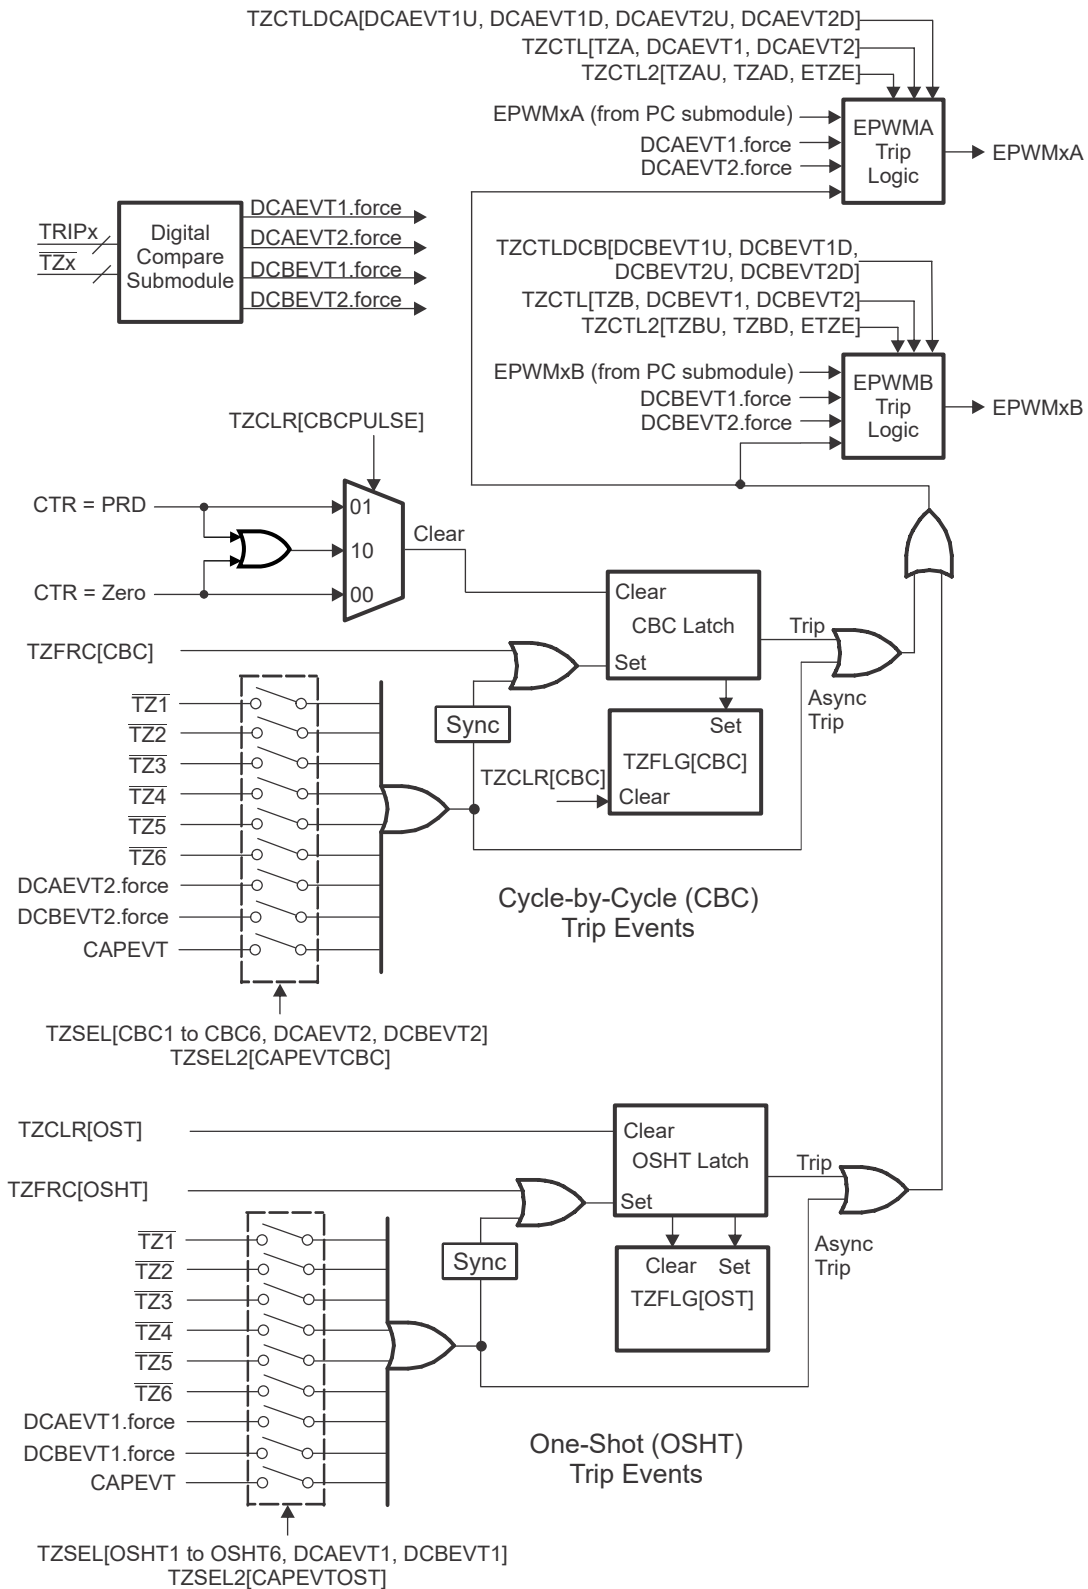 TZCTLDCA[DCAEVT1U, DCAEVT1D, DCAEVT2U, DCAEVT2D]
TZCTL[TZA, DCAEVT1, DCAEVT2]
TZCTL2[TZAU, TZAD, ETZE]
EPWMxA (from PC submodule)
DCAEVT1.force
DCAEVT2.force
EPWMA
Trip
Logic
EPWMxA
TRIPx
TZx
Digital
Compare
Submodule
DCAEVT1.force
DCAEVT2.force
DCBEVT1.force
DCBEVT2.force
TZCTLDCB[DCBEVT1U, DCBEVT1D,
DCBEVT2U, DCBEVT2D]
TZCTL[TZB, DCBEVT1, DCBEVT2]
TZCTL2[TZBU, TZBD, ETZE]
EPWMxB (from PC submodule)
DCBEVT1.force
DCBEVT2.force
EPWMB
Trip
Logic
EPWMxB
TZCLR[CBCPULSE]
CTR = PRD
CTR = Zero
01
10
00
Clear
Clear
CBC Latch
Set
Trip
TZFRC[CBC]
Sync
Async
Trip
Set
TZFLG[CBC]
Clear
TZCLR[CBC]
TZ1
TZ2
TZ3
TZ4
TZ5
TZ6
DCAEVT2.force
DCBEVT2.force
CAPEVT
Cycle-by-Cycle (CBC)
Trip Events
TZSEL[CBC1 to CBC6, DCAEVT2, DCBEVT2]
TZSEL2[CAPEVTCBC]
TZCLR[OST]
Clear
OSHT Latch
Set
Trip
TZFRC[OSHT]
Sync
Async
Trip
Clear Set
TZFLG[OST]
TZ1
TZ2
TZ3
TZ4
TZ5
TZ6
DCAEVT1.force
DCBEVT1.force
CAPEVT
One-Shot (OSHT)
Trip Events
TZSEL[OSHT1 to OSHT6, DCAEVT1, DCBEVT1]
TZSEL2[CAPEVTOST]